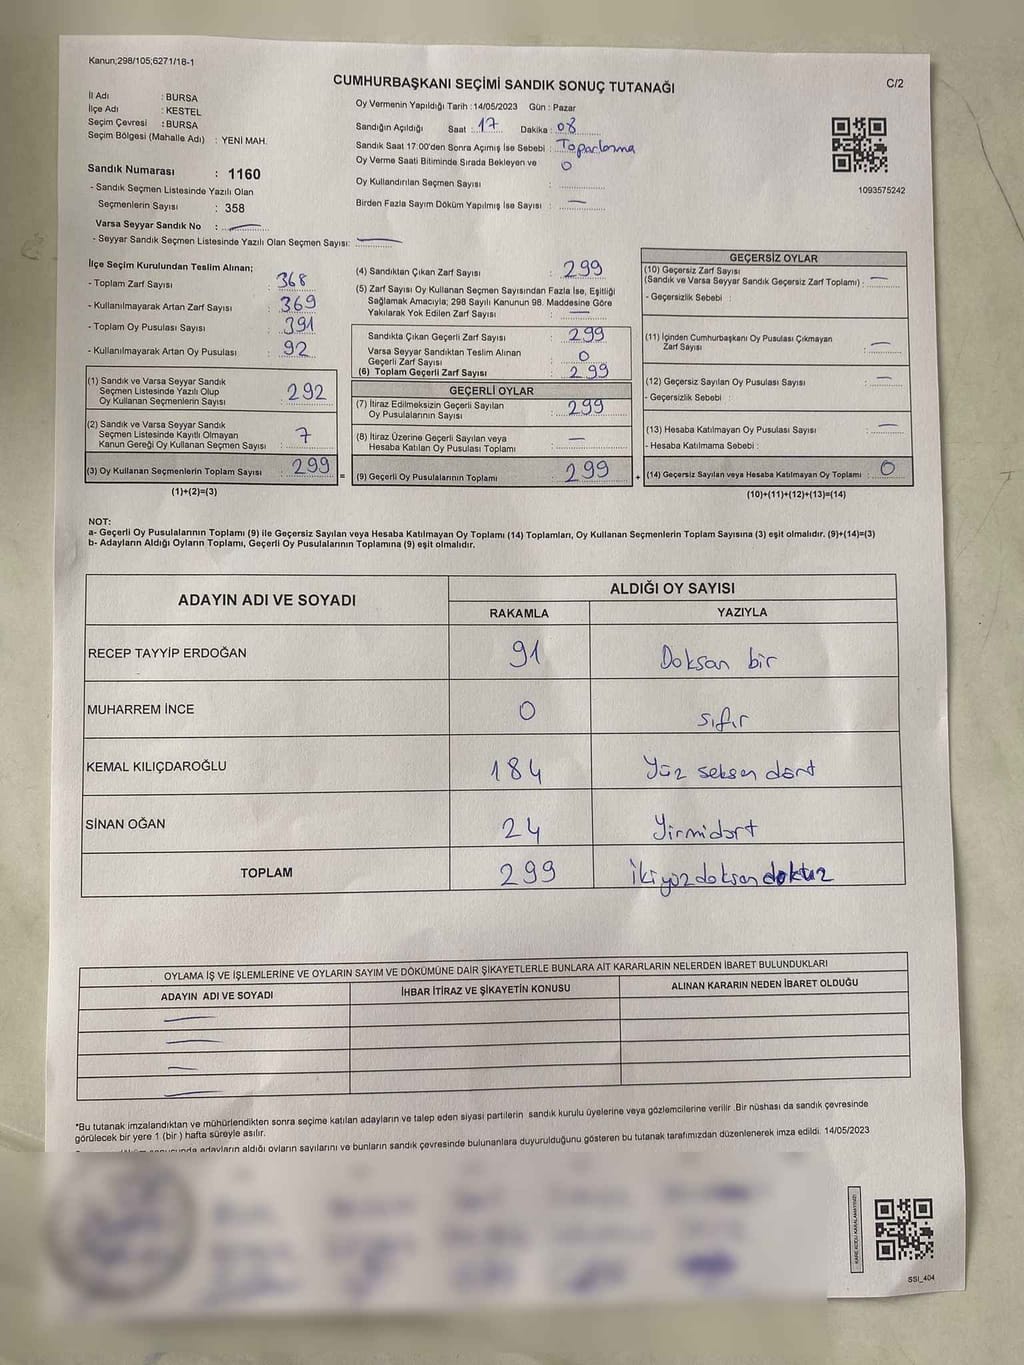 Kanun;298/105;6271/18-1
CUMHURBAŞKANI SEÇİMİ SANDIK SONUÇ TUTANAĞI
C/2
İl Adı : BURSA
İlçe Adı : KESTEL
Seçim Çevresi : BURSA
Seçim Bölgesi (Mahalle Adı) : YENİ MAH.
Oy Vermenin Yapıldığı Tarih : 14/05/2023 Gün : Pazar
Sandığın Açıldığı Saat : 17 Dakika : 08
Sandık Saat 17:00'den Sonra Açımış İse Sebebi : Toparlanma
Oy Verme Saati Bitiminde Sırada Bekleyen ve 0
Oy Kullandırılan Seçmen Sayısı :
Birden Fazla Sayım Döküm Yapılmış İse Sayısı : —
1093575242
Sandık Numarası : 1160
- Sandık Seçmen Listesinde Yazılı Olan
Seçmenlerin Sayısı : 358
Varsa Seyyar Sandık No : —
- Seyyar Sandık Seçmen Listesinde Yazılı Olan Seçmen Sayısı: —
İlçe Seçim Kurulundan Teslim Alınan;
- Toplam Zarf Sayısı : 368
- Kullanılmayarak Artan Zarf Sayısı : 369
- Toplam Oy Pusulası Sayısı : 391
- Kullanılmayarak Artan Oy Pusulası : 92
(1) Sandık ve Varsa Seyyar Sandık
Seçmen Listesinde Yazılı Olup
Oy Kullanan Seçmenlerin Sayısı : 292
(2) Sandık ve Varsa Seyyar Sandık
Seçmen Listesinde Kayıtlı Olmayan
Kanun Gereği Oy Kullanan Seçmen Sayısı : 7
(3) Oy Kullanan Seçmenlerin Toplam Sayısı : 299 =
(1)+(2)=(3)
(4) Sandıktan Çıkan Zarf Sayısı : 299
(5) Zarf Sayısı Oy Kullanan Seçmen Sayısından Fazla İse, Eşitliği
Sağlamak Amacıyla; 298 Sayılı Kanunun 98. Maddesine Göre
Yakılarak Yok Edilen Zarf Sayısı : —
Sandıkta Çıkan Geçerli Zarf Sayısı : 299
Varsa Seyyar Sandıktan Teslim Alınan
Geçerli Zarf Sayısı : 0
(6) Toplam Geçerli Zarf Sayısı : 299
GEÇERLİ OYLAR
(7) İtiraz Edilmeksizin Geçerli Sayılan
Oy Pusulalarının Sayısı : 299
(8) İtiraz Üzerine Geçerli Sayılan veya
Hesaba Katılan Oy Pusulası Toplamı : —
(9) Geçerli Oy Pusulalarının Toplamı : 299 +
GEÇERSİZ OYLAR
(10) Geçersiz Zarf Sayısı
(Sandık ve Varsa Seyyar Sandık Geçersiz Zarf Toplamı) : —
- Geçersizlik Sebebi :
(11) İçinden Cumhurbaşkanı Oy Pusulası Çıkmayan
Zarf Sayısı : —
(12) Geçersiz Sayılan Oy Pusulası Sayısı : —
- Geçersizlik Sebebi :
(13) Hesaba Katılmayan Oy Pusulası Sayısı : —
- Hesaba Katılmama Sebebi :
(14) Geçersiz Sayılan veya Hesaba Katılmayan Oy Toplamı : 0
(10)+(11)+(12)+(13)=(14)
NOT:
a- Geçerli Oy Pusulalarının Toplamı (9) ile Geçersiz Sayılan veya Hesaba Katılmayan Oy Toplamı (14) Toplamları, Oy Kullanan Seçmenlerin Toplam Sayısına (3) eşit olmalıdır. (9)+(14)=(3)
b- Adayların Aldığı Oyların Toplamı, Geçerli Oy Pusulalarının Toplamına (9) eşit olmalıdır.
ADAYIN ADI VE SOYADI ALDIĞI OY SAYISI
RAKAMLA YAZIYLA
RECEP TAYYİP ERDOĞAN 91 Doksan bir
MUHARREM İNCE 0 sıfır
KEMAL KILIÇDAROĞLU 184 Yüz seksen dört
SİNAN OĞAN 24 Yirmidört
TOPLAM 299 ikiyüzdoksandokuz
OYLAMA İŞ VE İŞLEMLERİNE VE OYLARIN SAYIM VE DÖKÜMÜNE DAİR ŞİKAYETLERLE BUNLARA AİT KARARLARIN NELERDEN İBARET BULUNDUKLARI
ADAYIN ADI VE SOYADI İHBAR İTİRAZ VE ŞİKAYETİN KONUSU ALINAN KARARIN NEDEN İBARET OLDUĞU
*Bu tutanak imzalandıktan ve mühürlendikten sonra seçime katılan adayların ve talep eden siyasi partilerin sandık kurulu üyelerine veya gözlemcilerine verilir .Bir nüshası da sandık çevresinde
görülecek bir yere 1 (bir ) hafta süreyle asılır.
adayların aldığı oyların sayılarını ve bunların sandık çevresinde bulunanlara duyurulduğunu gösteren bu tutanak tarafımızdan düzenlenerek imza edildi. 14/05/2023
SSI_404